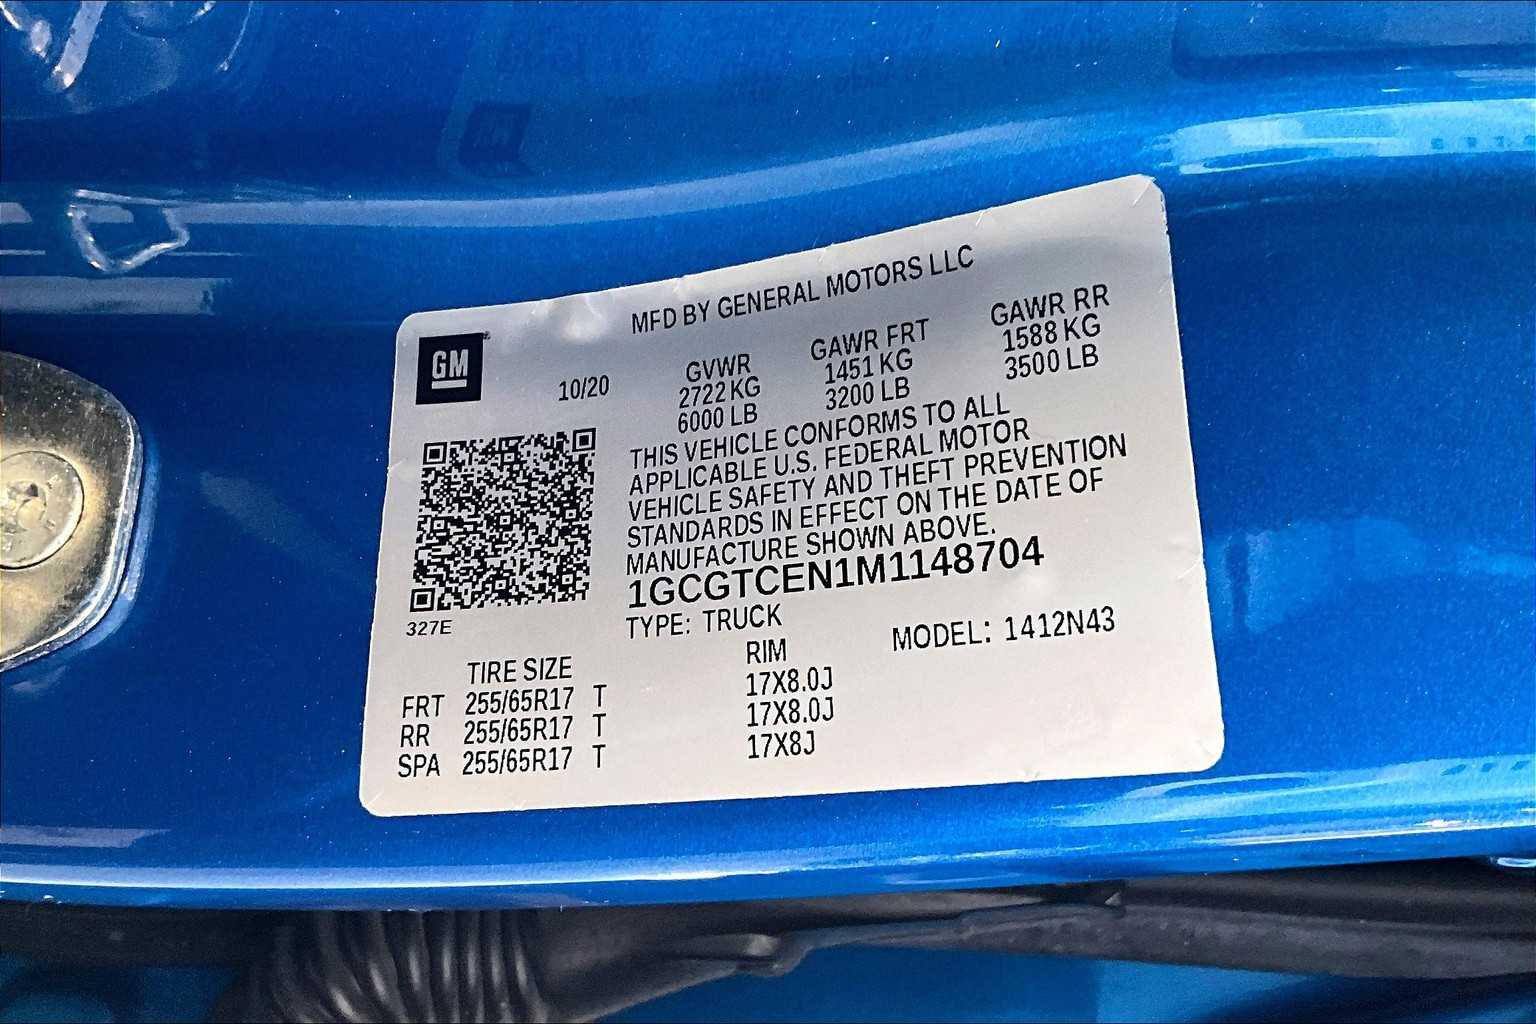 MFD BY GENERAL MOTORS LLC
GM
10/20
GVWR GAWR FRT GAWR RR
2722 KG 1451 KG 1588 KG
6000 LB 3200 LB 3500 LB
THIS VEHICLE CONFORMS TO ALL
APPLICABLE U.S. FEDERAL MOTOR
VEHICLE SAFETY AND THEFT PREVENTION
STANDARDS IN EFFECT ON THE DATE OF
MANUFACTURE SHOWN ABOVE.
1GCGTCEN1M1148704
327E
TYPE: TRUCK MODEL: 1412N43
TIRE SIZE RIM
FRT 255/65R17 T 17X8.0J
RR 255/65R17 T 17X8.0J
SPA 255/65R17 T 17X8J